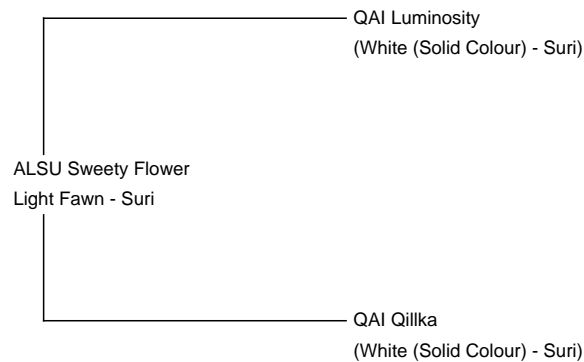 QAI Luminosity
(White (Solid Colour) - Suri)
ALSU Sweety Flower
Light Fawn - Suri
QAI Qillka
(White (Solid Colour) - Suri)